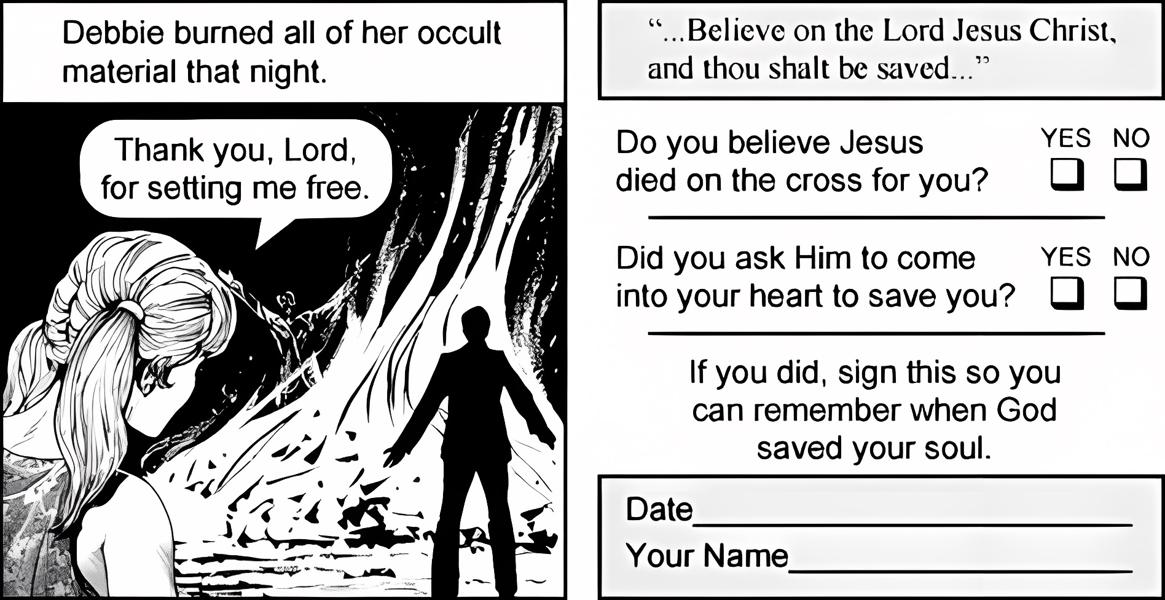 Debbie burned all of her occult
material that night.
Thank you, Lord,
for setting me free.
“...Believe on the Lord Jesus Christ,
and thou shalt be saved...”
Do you believe Jesus
died on the cross for you?
YES NO
Did you ask Him to come
into your heart to save you?
YES NO
If you did, sign this so you
can remember when God
saved your soul.
Date
Your Name